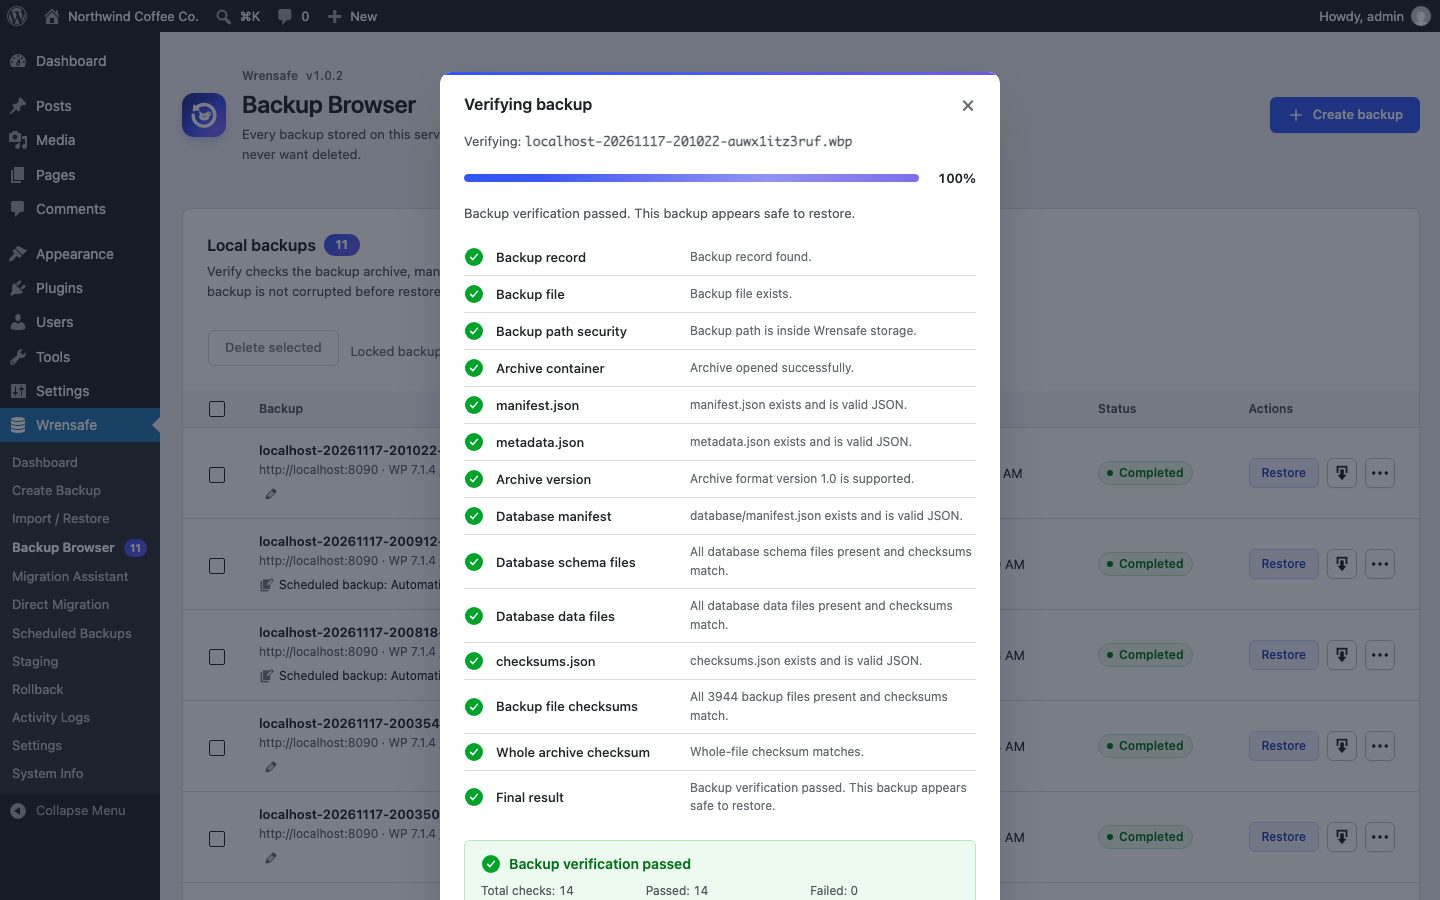 Northwind Coffee Co.
⌘K
0
New
Howdy, admin
Dashboard
Posts
Media
Pages
Comments
Appearance
Plugins
Users
Tools
Settings
Wrensafe
Dashboard
Create Backup
Import / Restore
Backup Browser 11
Migration Assistant
Direct Migration
Scheduled Backups
Staging
Rollback
Activity Logs
Settings
System Info
Collapse Menu
Wrensafe v1.0.2
Backup Browser
Every backup stored on this serv
never want deleted.
Create backup
Local backups 11
Verify checks the backup archive, man
backup is not corrupted before restore
Delete selected
Locked backup
Backup
Status
Actions
localhost-20261117-201022-
http://localhost:8090 · WP 7.1.4
AM
Completed
Restore
localhost-20261117-200912-
http://localhost:8090 · WP 7.1.4
Scheduled backup: Automati
AM
Completed
Restore
localhost-20261117-200818-
http://localhost:8090 · WP 7.1.4
Scheduled backup: Automati
AM
Completed
Restore
localhost-20261117-200354
http://localhost:8090 · WP 7.1.4
AM
Completed
Restore
localhost-20261117-200350
http://localhost:8090 · WP 7.1.4
AM
Completed
Restore
Verifying backup
Verifying: localhost-20261117-201022-auwx1itz3ruf.wbp
100%
Backup verification passed. This backup appears safe to restore.
Backup record
Backup record found.
Backup file
Backup file exists.
Backup path security
Backup path is inside Wrensafe storage.
Archive container
Archive opened successfully.
manifest.json
manifest.json exists and is valid JSON.
metadata.json
metadata.json exists and is valid JSON.
Archive version
Archive format version 1.0 is supported.
Database manifest
database/manifest.json exists and is valid JSON.
Database schema files
All database schema files present and checksums
match.
Database data files
All database data files present and checksums
match.
checksums.json
checksums.json exists and is valid JSON.
Backup file checksums
All 3944 backup files present and checksums
match.
Whole archive checksum
Whole-file checksum matches.
Final result
Backup verification passed. This backup appears
safe to restore.
Backup verification passed
Total checks: 14
Passed: 14
Failed: 0